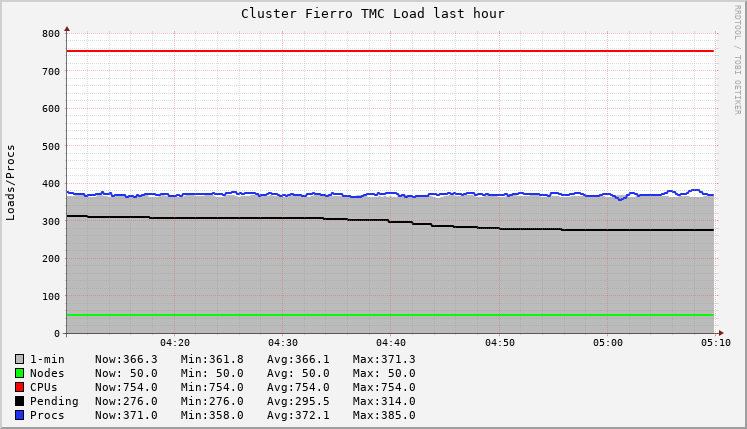 Cluster Fierro TMC Load last hour
RRDTOOL / TOBI OETIKER
Loads/Procs
800
700
600
500
400
300
200
100
0
04:20 04:30 04:40 04:50 05:00 05:10
1-min Now:366.3 Min:361.8 Avg:366.1 Max:371.3
Nodes Now: 50.0 Min: 50.0 Avg: 50.0 Max: 50.0
CPUs Now:754.0 Min:754.0 Avg:754.0 Max:754.0
Pending Now:276.0 Min:276.0 Avg:295.5 Max:314.0
Procs Now:371.0 Min:358.0 Avg:372.1 Max:385.0